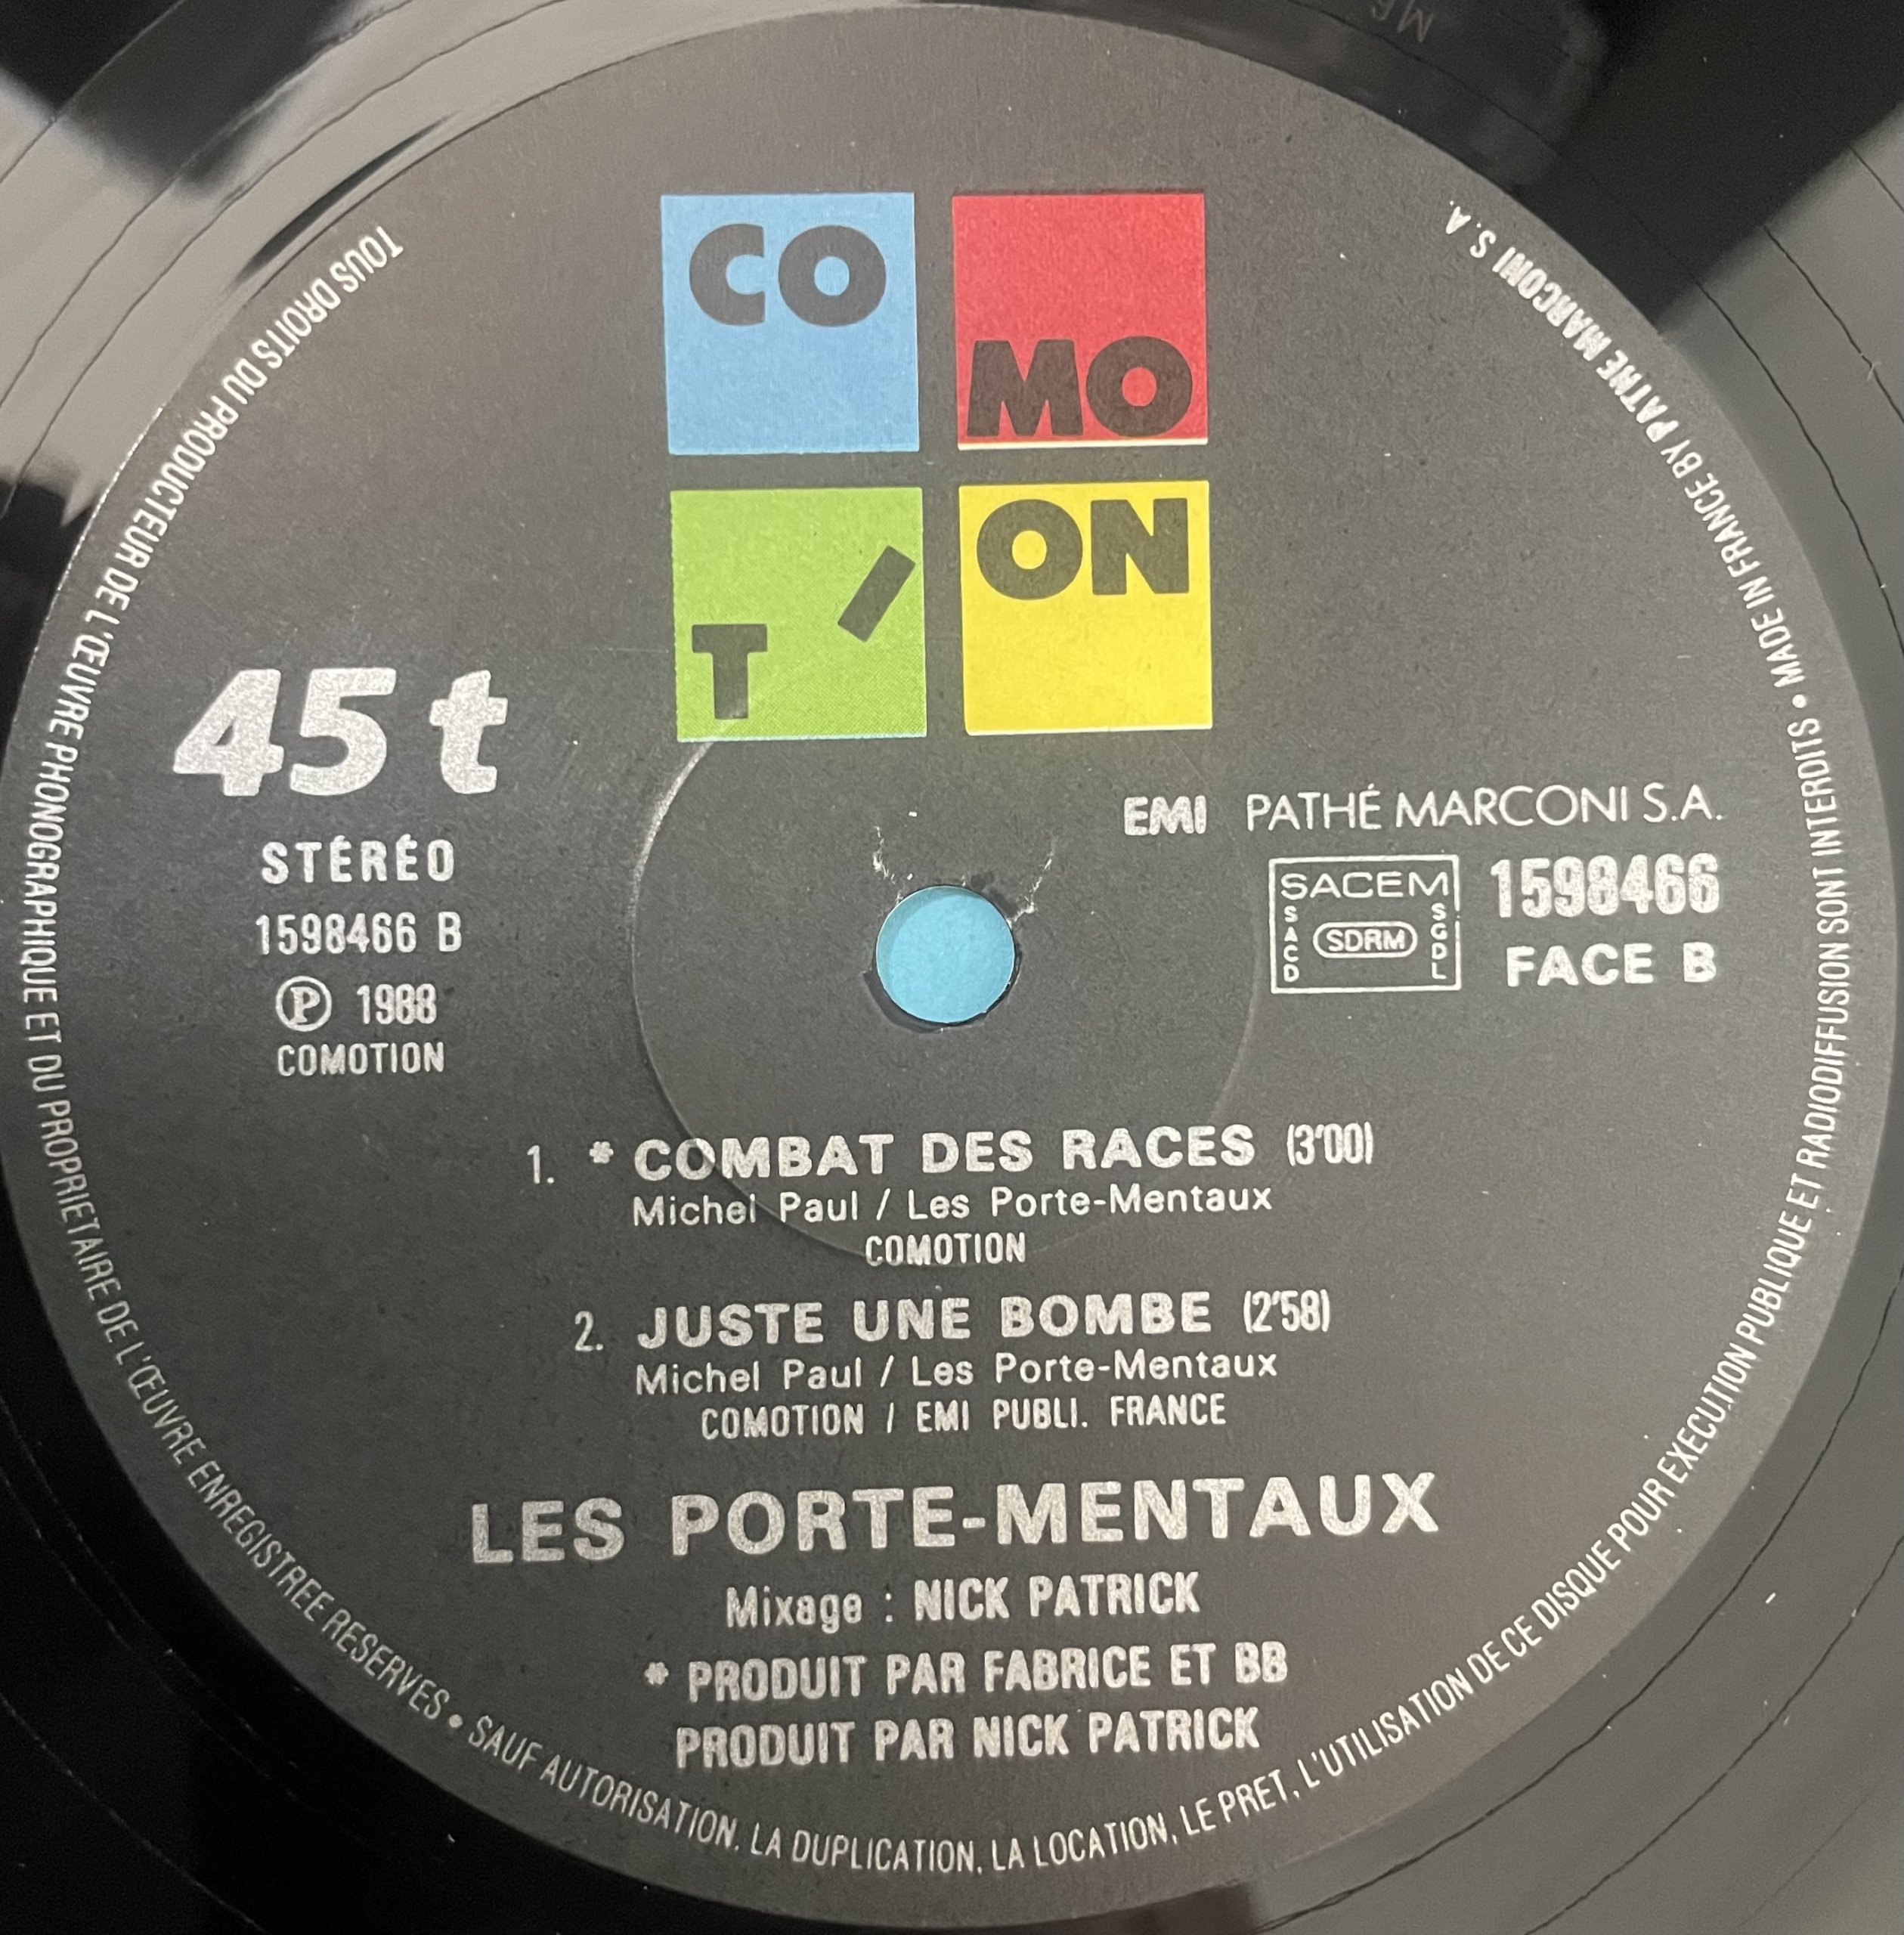 CO
MO
T'
ON
45 t
STÉRÉO
1598466 B
Ⓟ 1988
COMOTION
EMI PATHÉ MARCONI S.A.
SACEM
SACD
SDRM
SGDL
1598466
FACE B
1. * COMBAT DES RACES (3'00)
Michel Paul / Les Porte-Mentaux
COMOTION
2. JUSTE UNE BOMBE (2'58)
Michel Paul / Les Porte-Mentaux
COMOTION / EMI PUBLI. FRANCE
LES PORTE-MENTAUX
Mixage : NICK PATRICK
* PRODUIT PAR FABRICE ET BB
PRODUIT PAR NICK PATRICK
TOUS DROITS DU PRODUCTEUR DE L'ŒUVRE PHONOGRAPHIQUE ET DU PROPRIETAIRE DE L'ŒUVRE ENREGISTREE RESERVES • SAUF AUTORISATION. LA DUPLICATION, LA LOCATION, LE PRET, L'UTILISATION DE CE DISQUE POUR EXECUTION PUBLIQUE ET RADIODIFFUSION SONT INTERDITS • MADE IN FRANCE BY PATHE MARCONI S.A.